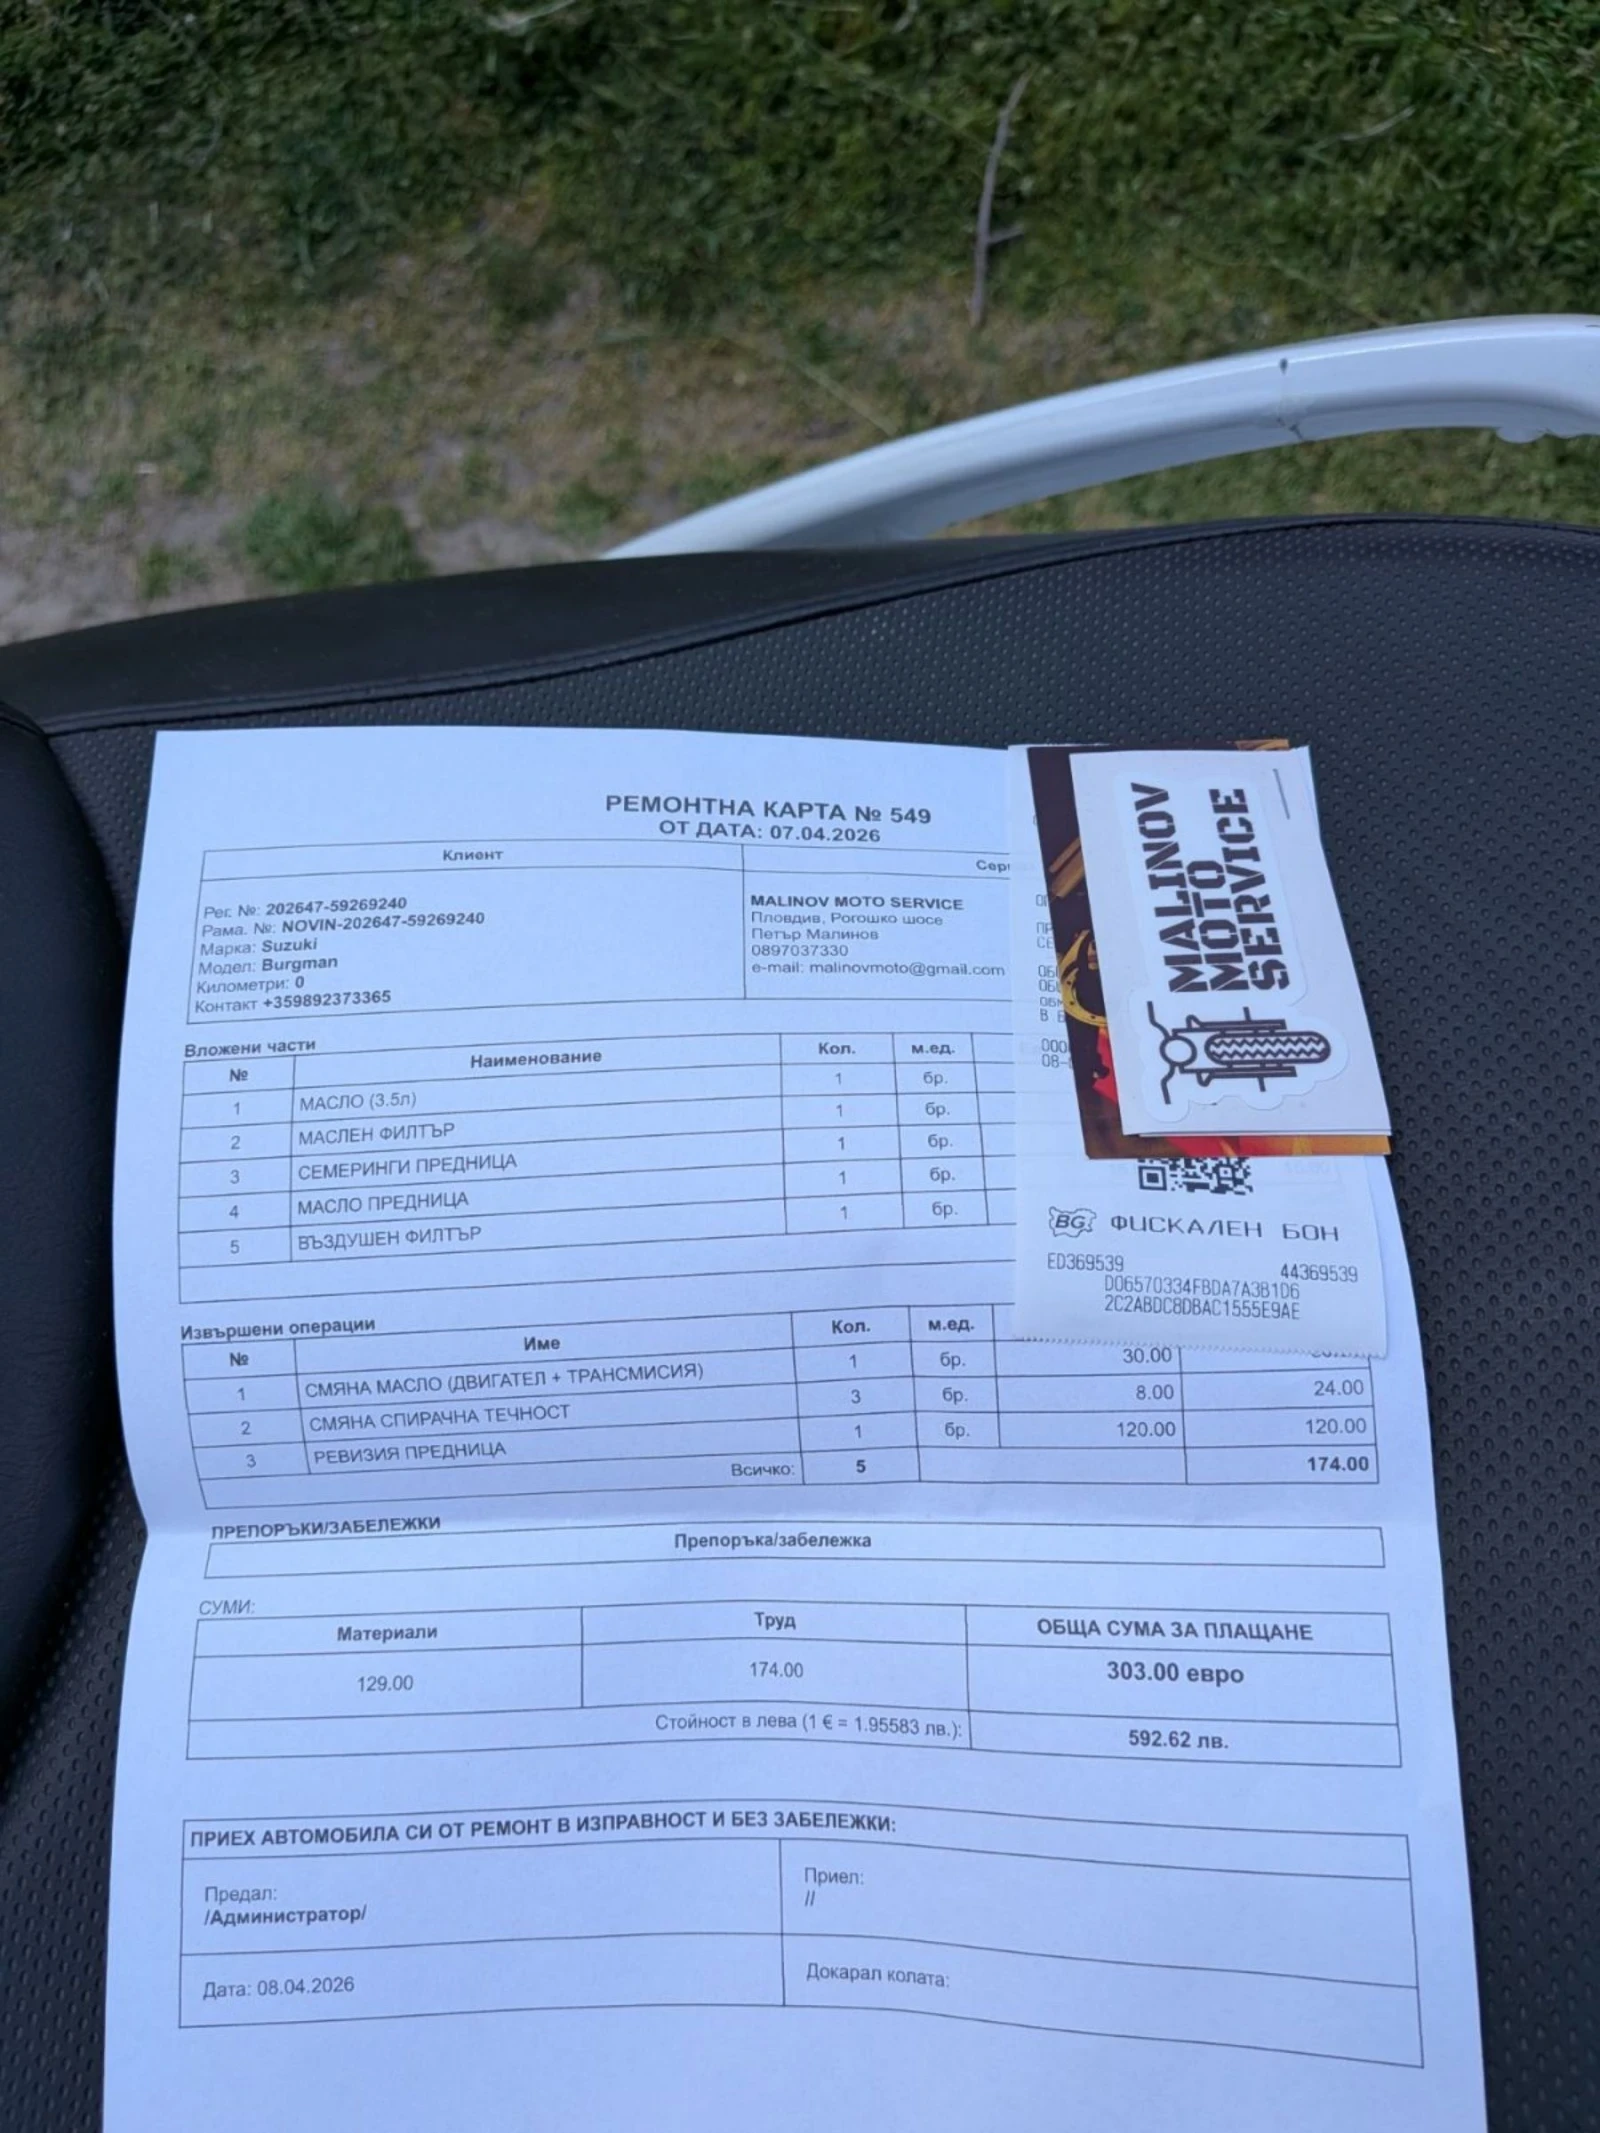 РЕМОНТНА КАРТА № 549
ОТ ДАТА: 07.04.2026
Клиент
Рег. №: 202647-59269240
Рама. №: NOVIN-202647-59269240
Марка: Suzuki
Модел: Burgman
Километри: 0
Контакт +359892373365
MALINOV MOTO SERVICE
Пловдив, Рогошко шосе
Петър Малинов
0897037330
e-mail: malinovmoto@gmail.com
MALINOV
MOTO
SERVICE
Вложени части
№ Наименование Кол. м.ед.
1 МАСЛО (3.5л) 1 бр.
2 МАСЛЕН ФИЛТЪР 1 бр.
3 СЕМЕРИНГИ ПРЕДНИЦА 1 бр.
4 МАСЛО ПРЕДНИЦА 1 бр.
5 ВЪЗДУШЕН ФИЛТЪР 1 бр.
BG ФИСКАЛЕН БОН
ED369539 44369539
D06570334FBDA7A381D6
2C2ABDC8DBAC1555E9AE
Извършени операции
№ Име Кол. м.ед.
1 СМЯНА МАСЛО (ДВИГАТЕЛ + ТРАНСМИСИЯ) 1 бр. 30.00
2 СМЯНА СПИРАЧНА ТЕЧНОСТ 3 бр. 8.00 24.00
3 РЕВИЗИЯ ПРЕДНИЦА 1 бр. 120.00 120.00
Всичко: 5 174.00
ПРЕПОРЪКИ/ЗАБЕЛЕЖКИ
Препоръка/забележка
СУМИ:
Материали Труд ОБЩА СУМА ЗА ПЛАЩАНЕ
129.00 174.00 303.00 евро
Стойност в лева (1 € = 1.95583 лв.): 592.62 лв.
ПРИЕХ АВТОМОБИЛА СИ ОТ РЕМОНТ В ИЗПРАВНОСТ И БЕЗ ЗАБЕЛЕЖКИ:
Предал:
/Администратор/
Приел:
//
Дата: 08.04.2026
Докарал колата: